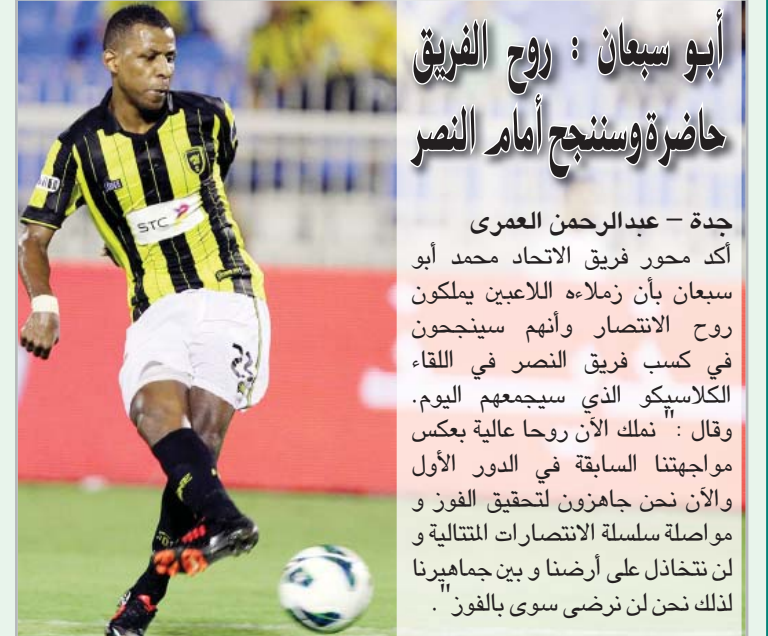 أبو سبعان : روح الفريق
حاضرة وسننجح أمام النصر
جدة – عبدالرحمن العمرى
أكد محور فريق الاتحاد محمد أبو
سبعان بأن زملاءه اللاعبين يملكون
روح الانتصار وأنهم سينجحون
في كسب فريق النصر في اللقاء
الكلاسيكو الذي سيجمعهم اليوم.
وقال :" نملك الآن روحا عالية بعكس
مواجهتنا السابقة في الدور الأول
والآن نحن جاهزون لتحقيق الفوز و
مواصلة سلسلة الانتصارات المتتالية و
لن نتخاذل على أرضنا و بين جماهيرنا
لذلك نحن لن نرضى سوى بالفوز".
STC